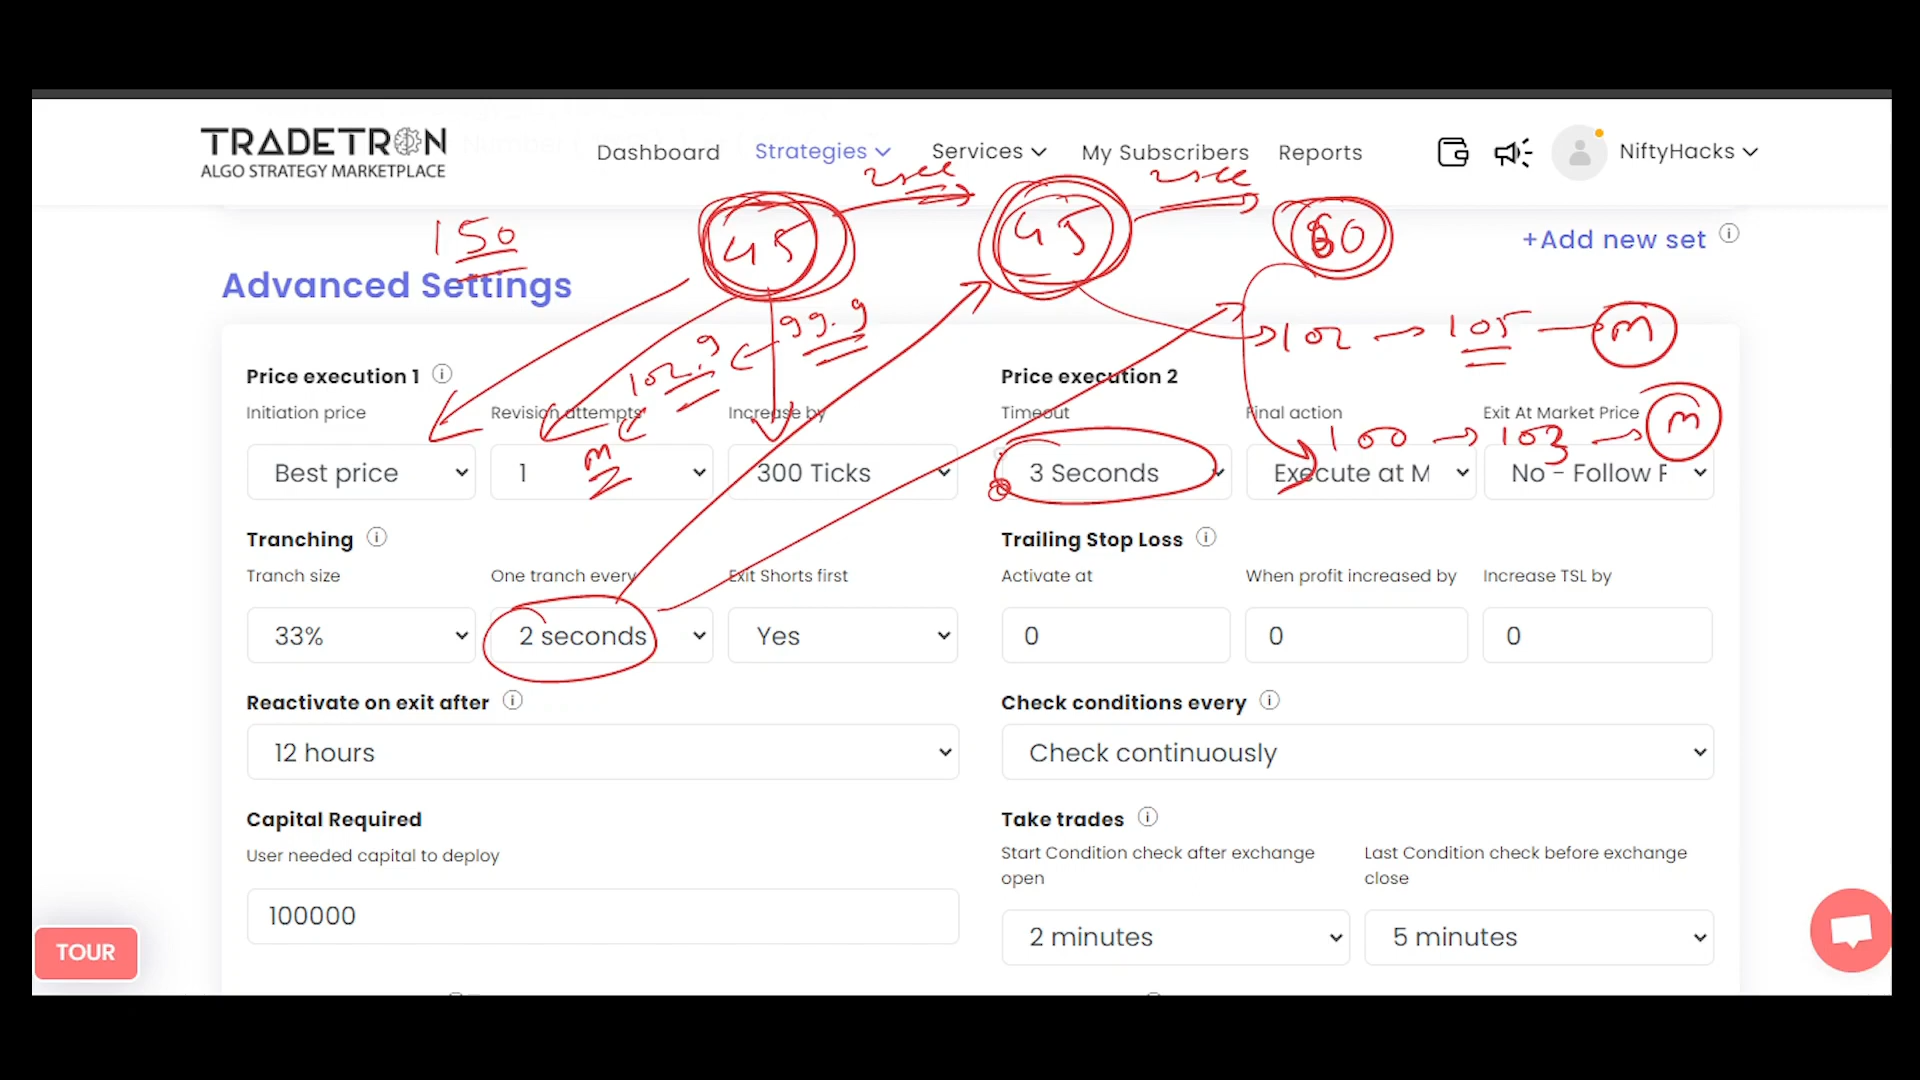 TRADETRON
ALGO STRATEGY MARKETPLACE
Dashboard Strategies Services My Subscribers Reports NiftyHacks
2sec 2sec
150 45 45 60
+Add new set
Advanced Settings
99.9
102.9
102 → 105 — m
Price execution 1 Price execution 2
Initiation price Revision attempts Increase by Timeout Final action Exit At Market Price
100 → 103 → m
m
Best price 1 300 Ticks 3 Seconds Execute at M No - Follow F
Tranching Trailing Stop Loss
Tranch size One tranch every Exit Shorts first Activate at When profit increased by Increase TSL by
33% 2 seconds Yes 0 0 0
Reactivate on exit after Check conditions every
12 hours Check continuously
Capital Required Take trades
User needed capital to deploy Start Condition check after exchange open Last Condition check before exchange close
100000 2 minutes 5 minutes
TOUR